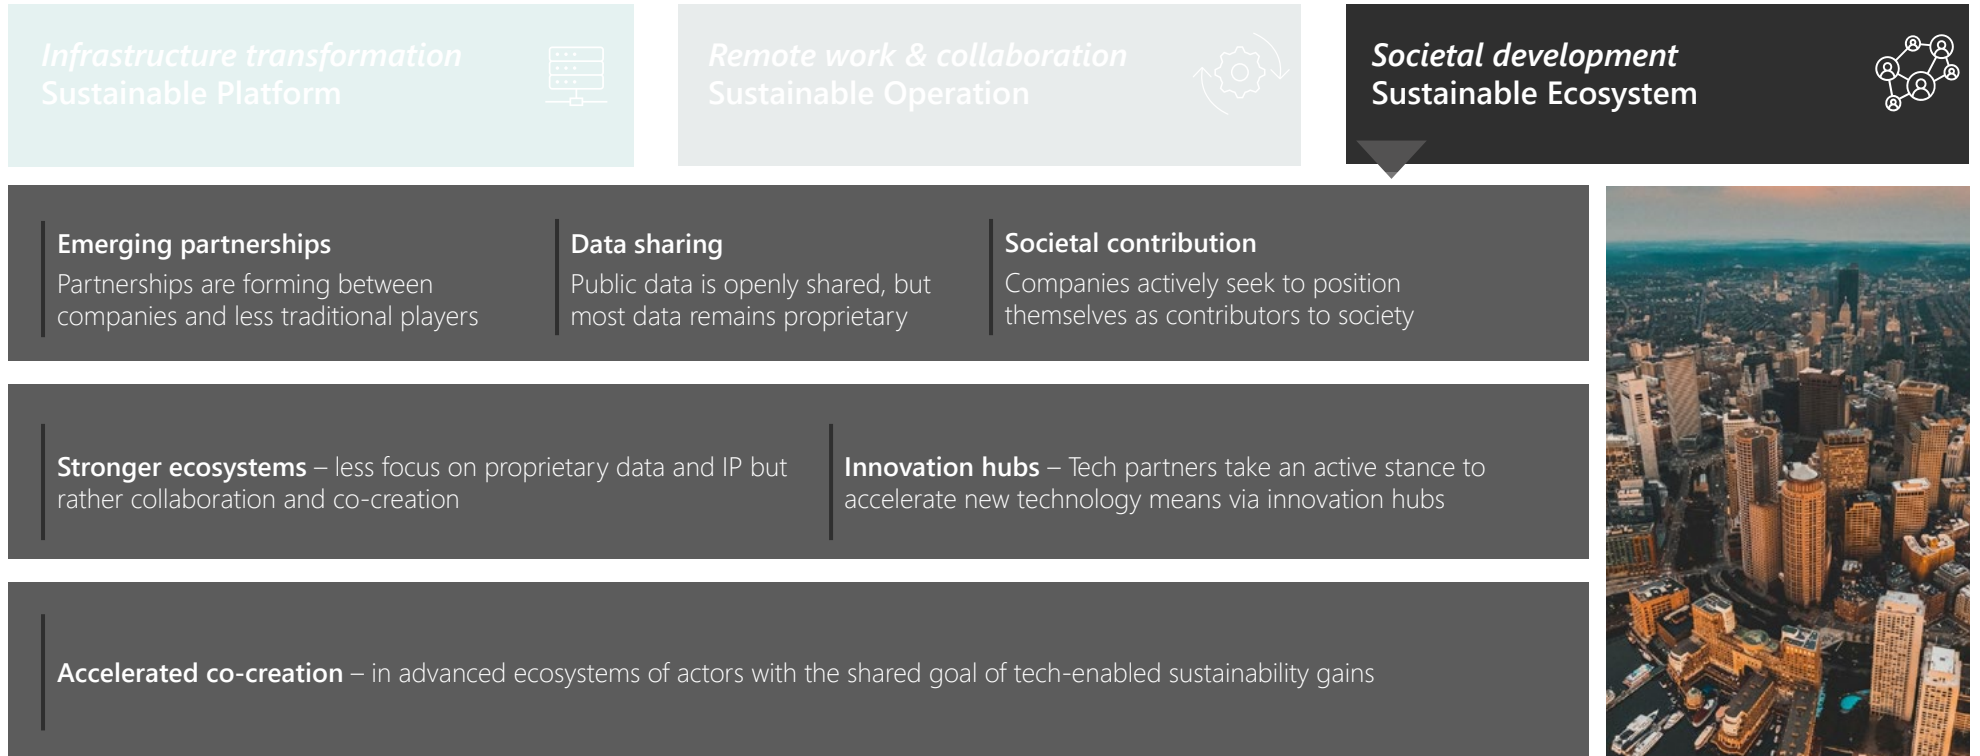 Infrastructure transformation
Sustainable Platform
Remote work & collaboration
Sustainable Operation
Societal development
Sustainable Ecosystem
Emerging partnerships
Partnerships are forming between
companies and less traditional players
Data sharing
Public data is openly shared, but
most data remains proprietary
Societal contribution
Companies actively seek to position
themselves as contributors to society
Stronger ecosystems – less focus on proprietary data and IP but
rather collaboration and co-creation
Innovation hubs – Tech partners take an active stance to
accelerate new technology means via innovation hubs
Accelerated co-creation – in advanced ecosystems of actors with the shared goal of tech-enabled sustainability gains